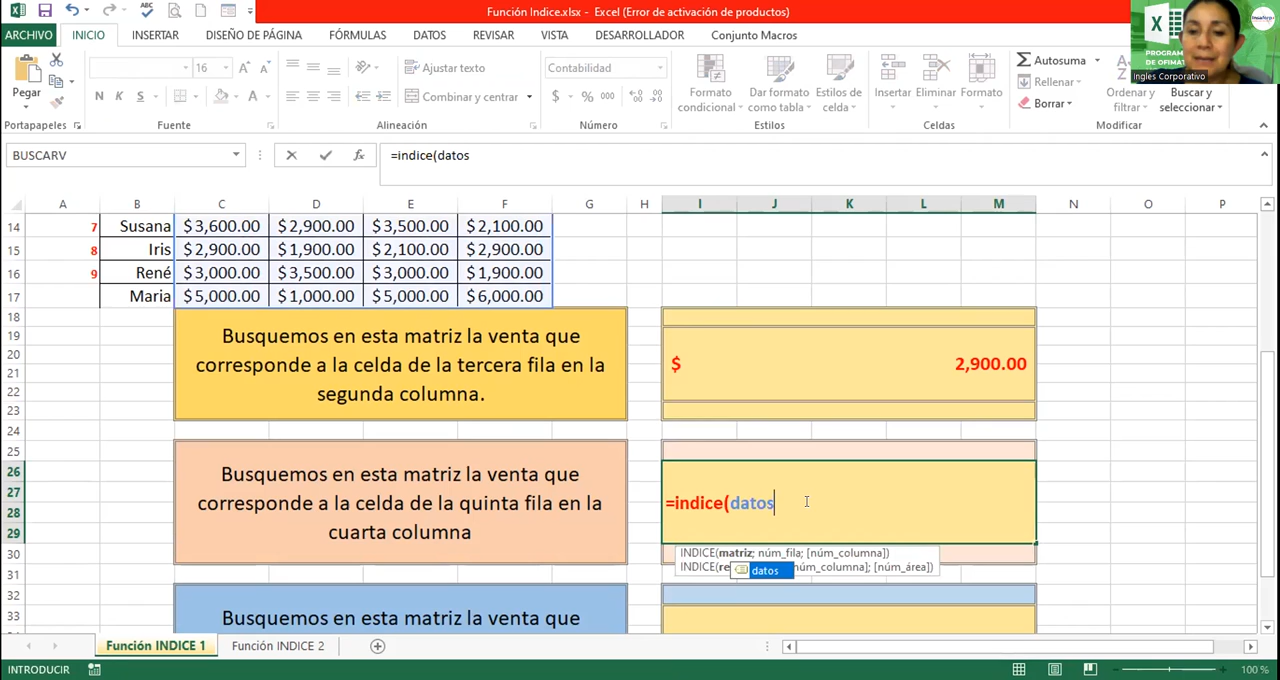 Función Indice.xlsx - Excel (Error de activación de productos)
ARCHIVO INICIO INSERTAR DISEÑO DE PÁGINA FÓRMULAS DATOS REVISAR VISTA DESARROLLADOR Conjunto Macros
PROGRAMA
DE OFIMAT
Ingles Corporativo
Pegar
16
N K S
A A
Ajustar texto
Combinar y centrar
Contabilidad
$ % 000
Formato condicional
Dar formato como tabla
Estilos de celda
Insertar Eliminar Formato
Autosuma
Rellenar
Borrar
Ordenar y filtrar
Buscar y seleccionar
Portapapeles Fuente Alineación Número Estilos Celdas Modificar
BUSCARV fx =indice(datos
A B C D E F G H I J K L M N O P
14 7 Susana $3,600.00 $2,900.00 $3,500.00 $2,100.00
15 8 Iris $2,900.00 $1,900.00 $2,100.00 $2,900.00
16 9 René $3,000.00 $3,500.00 $3,000.00 $1,900.00
17 Maria $5,000.00 $1,000.00 $5,000.00 $6,000.00
18
19
20
21
22
23
24
25
26
27
28
29
30
31
32
33
Busquemos en esta matriz la venta que
corresponde a la celda de la tercera fila en la
segunda columna.
$ 2,900.00
Busquemos en esta matriz la venta que
corresponde a la celda de la quinta fila en la
cuarta columna
=indice(datos
INDICE(matriz; núm_fila; [núm_columna])
INDICE(re núm_columna]; [núm_área])
datos
Busquemos en esta matriz la venta que
Función INDICE 1 Función INDICE 2
INTRODUCIR 100 %